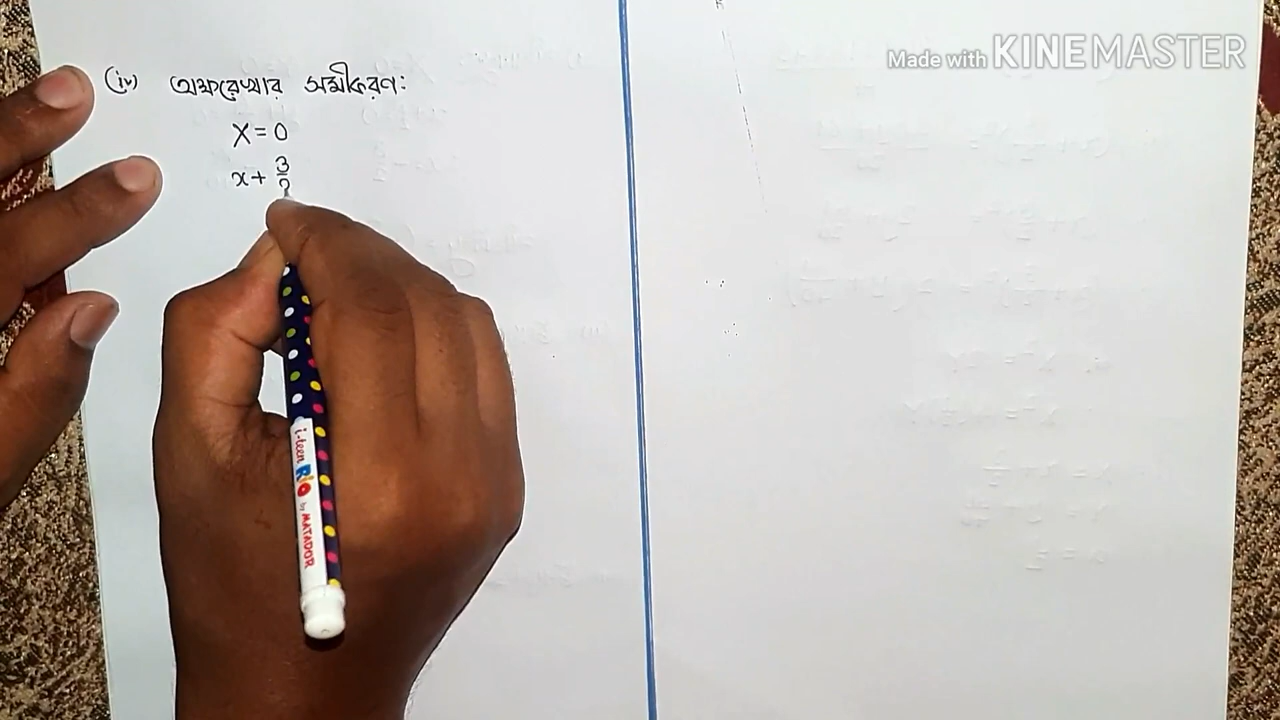 Made with KINEMASTER
(iv) অক্ষরেখার সমীকরণ:
X = 0
x + 3/2
i-teen RIO by MATADOR